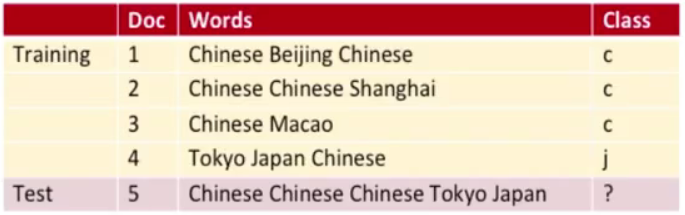 Doc Words Class
Training 1 Chinese Beijing Chinese c
2 Chinese Chinese Shanghai c
3 Chinese Macao c
4 Tokyo Japan Chinese j
Test 5 Chinese Chinese Chinese Tokyo Japan ?